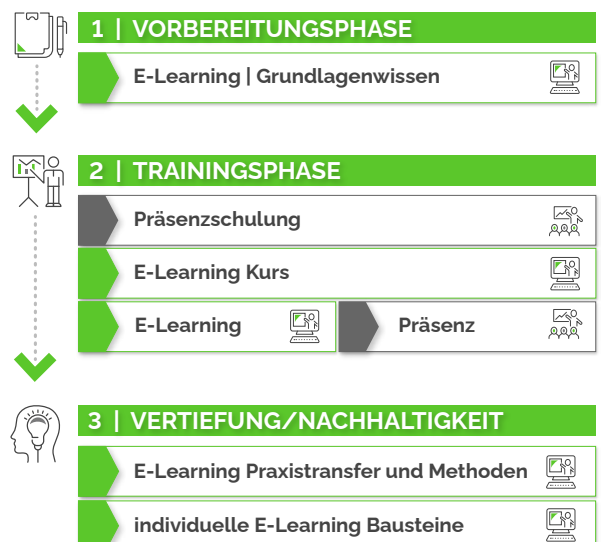 1 | VORBEREITUNGSPHASE
E-Learning | Grundlagenwissen
2 | TRAININGSPHASE
Präsenzschulung
E-Learning Kurs
E-Learning
Präsenz
3 | VERTIEFUNG/NACHHALTIGKEIT
E-Learning Praxistransfer und Methoden
individuelle E-Learning Bausteine